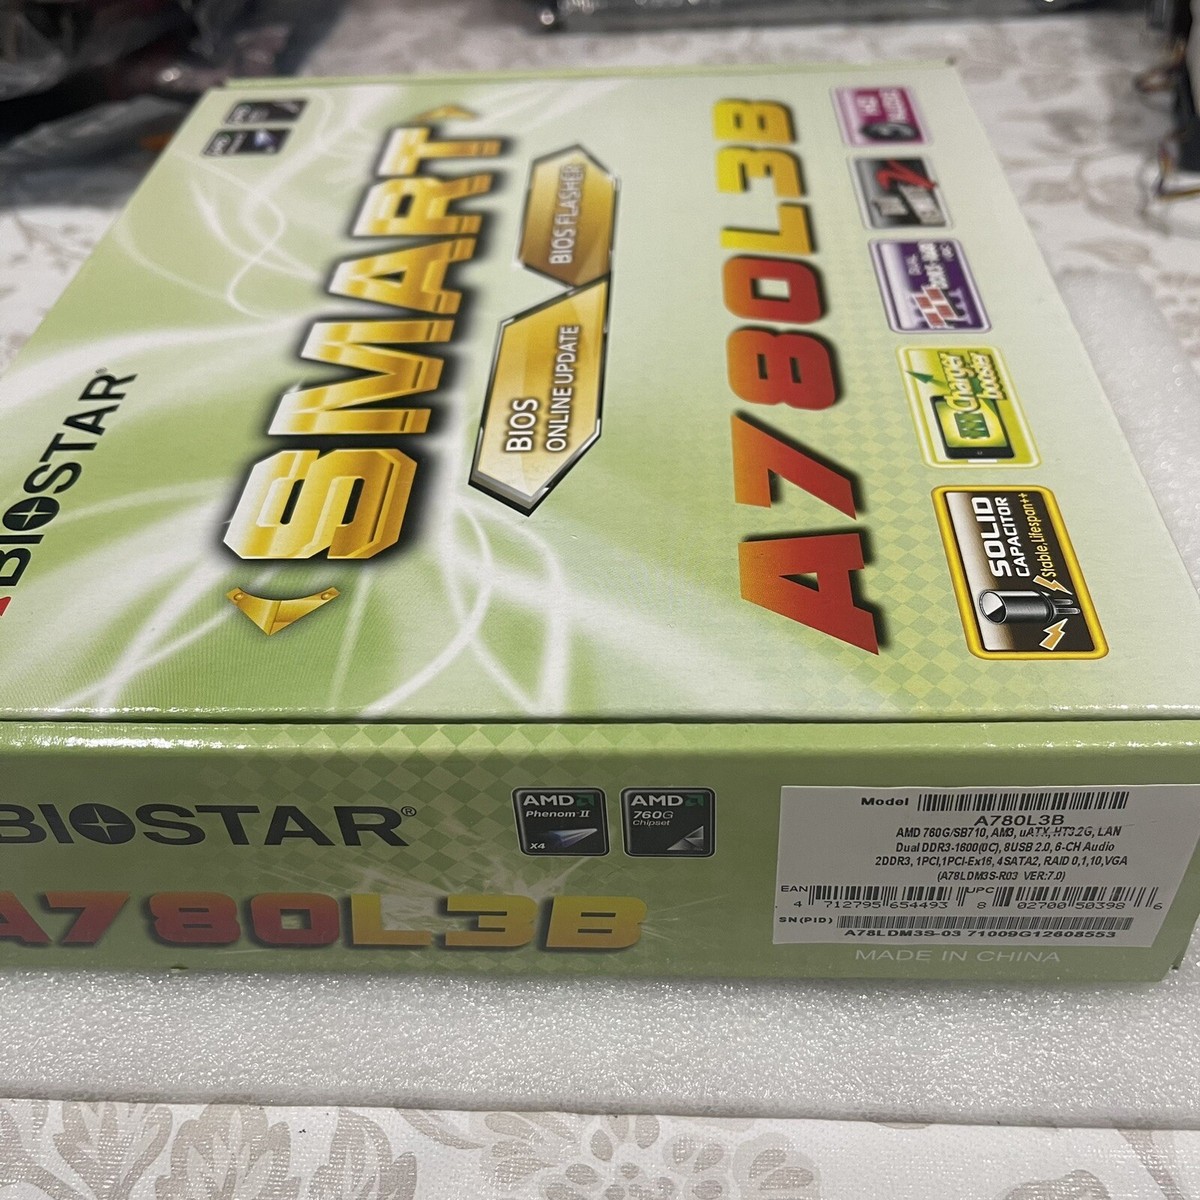 BIOSTAR®
SMART
BIOS
ONLINE UPDATE
BIOS FLASHER
A780L3B
SOLID
CAPACITOR
Stable, Lifespan++
Charger
booster
DUAL
BIOSTAR®
AMD
Phenom II
X4
AMD
760G
Chipset
A780L3B
Model
A780L3B
AMD 760G/SB710, AM3, uATX, HT3.2G, LAN
Dual DDR3-1600(OC), 8USB 2.0, 6-CH Audio
2DDR3, 1PCI,1PCI-Ex16, 4SATA2, RAID 0,1,10,VGA
(A78LDM3S-R03 VER:7.0)
EAN 4 712795 654493 UPC 8 02700 50398 6
SN(PID)
A78LDM3S-03 71009G12608553
MADE IN CHINA